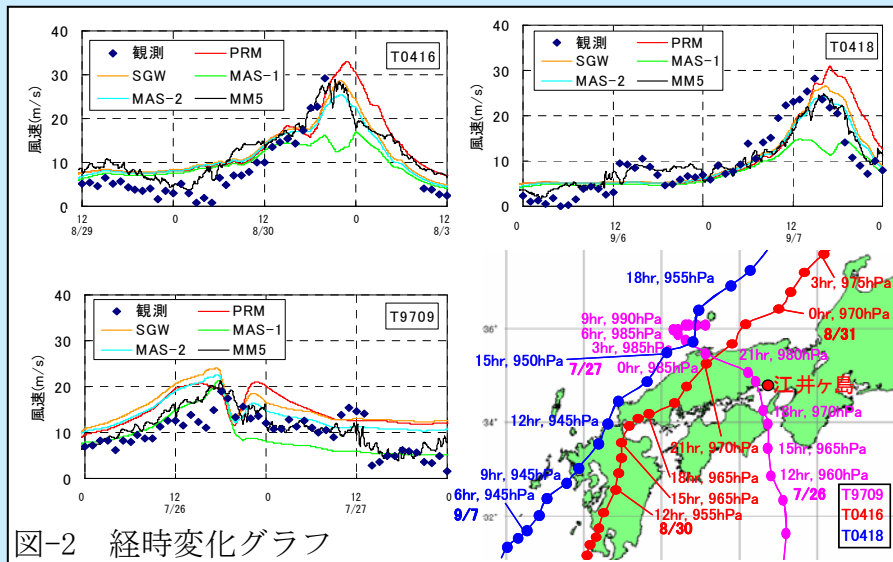 40
30
20
10
0
風速(m/s)
観測
PRM
SGW
MAS-1
MAS-2
MM5
T0416
12
0
12
0
12
8/29
8/30
8/3
40
30
20
10
0
風速(m/s)
観測
PRM
SGW
MAS-1
MAS-2
MM5
T0418
0
12
0
12
0
9/6
9/7
40
30
20
10
0
風速(m/s)
観測
PRM
SGW
MAS-1
MAS-2
MM5
T9709
12
0
12
0
7/26
7/27
図-2 経時変化グラフ
18hr, 955hPa
3hr, 975hPa
0hr, 970hPa
8/31
9hr, 990hPa
6hr, 985hPa
3hr, 985hPa
36°
15hr, 950hPa
7/27
0hr, 985hPa
21hr, 980hPa
江井ヶ島
18hr, 970hPa
12hr, 945hPa
34°
21hr, 970hPa
15hr, 965hPa
18hr, 965hPa
12hr, 960hPa
7/26
9hr, 945hPa
15hr, 965hPa
6hr, 945hPa
9/7
12hr, 955hPa
8/30
32°
T9709
T0416
T0418